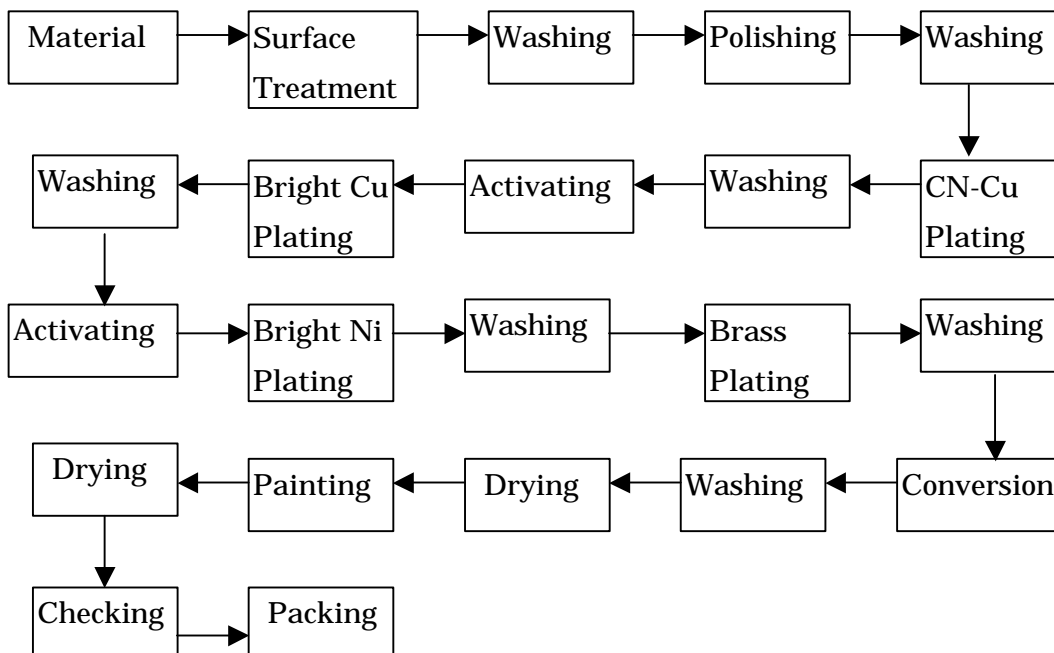 Material
Surface
Treatment
Washing
Polishing
Washing
CN-Cu
Plating
Washing
Activating
Bright Cu
Plating
Washing
Activating
Bright Ni
Plating
Washing
Brass
Plating
Washing
Conversion
Washing
Drying
Painting
Drying
Checking
Packing